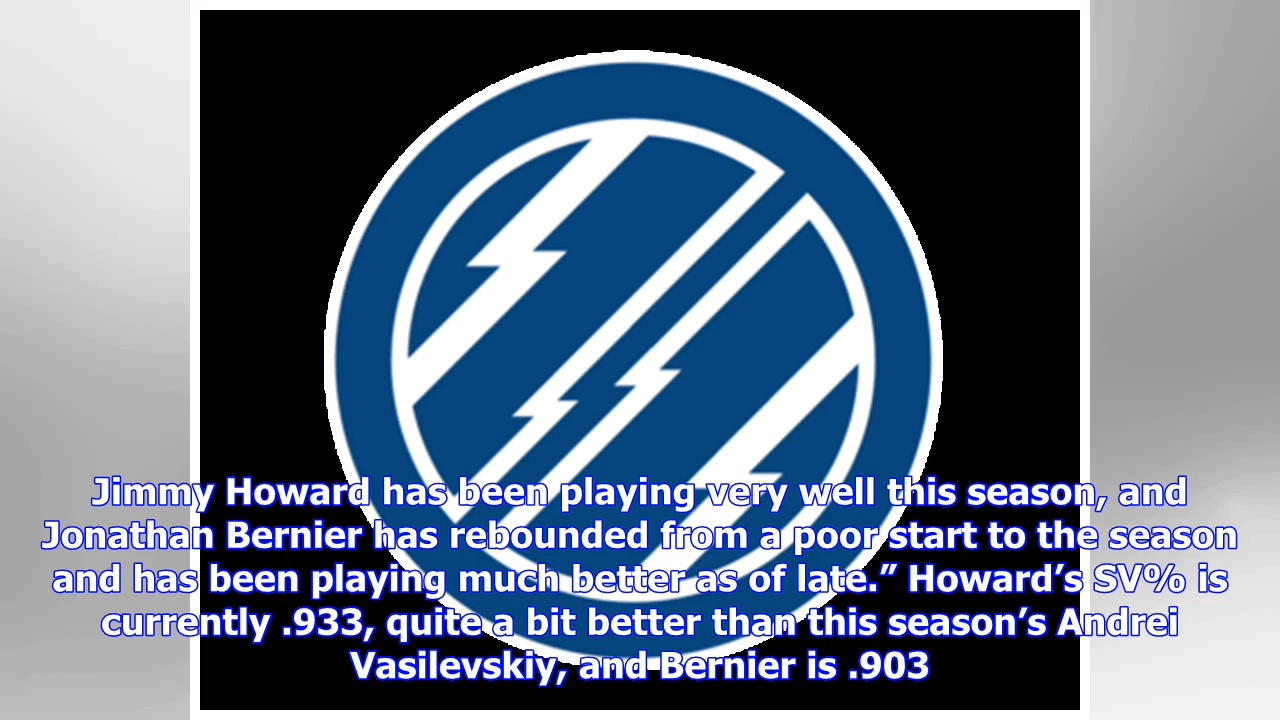 Jimmy Howard has been playing very well this season, and
Jonathan Bernier has rebounded from a poor start to the season
and has been playing much better as of late.” Howard’s SV% is
currently .933, quite a bit better than this season’s Andrei
Vasilevskiy, and Bernier is .903